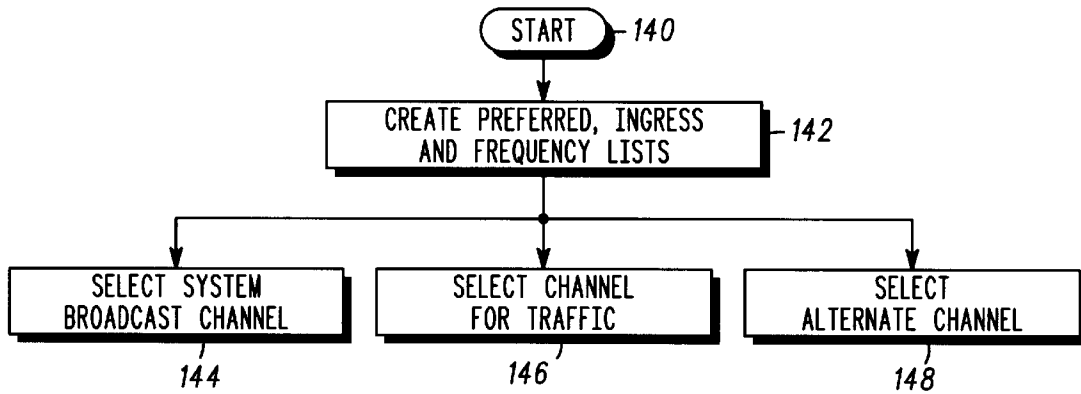 START
140
CREATE PREFERRED, INGRESS
AND FREQUENCY LISTS
142
SELECT SYSTEM
BROADCAST CHANNEL
144
SELECT CHANNEL
FOR TRAFFIC
146
SELECT
ALTERNATE CHANNEL
148